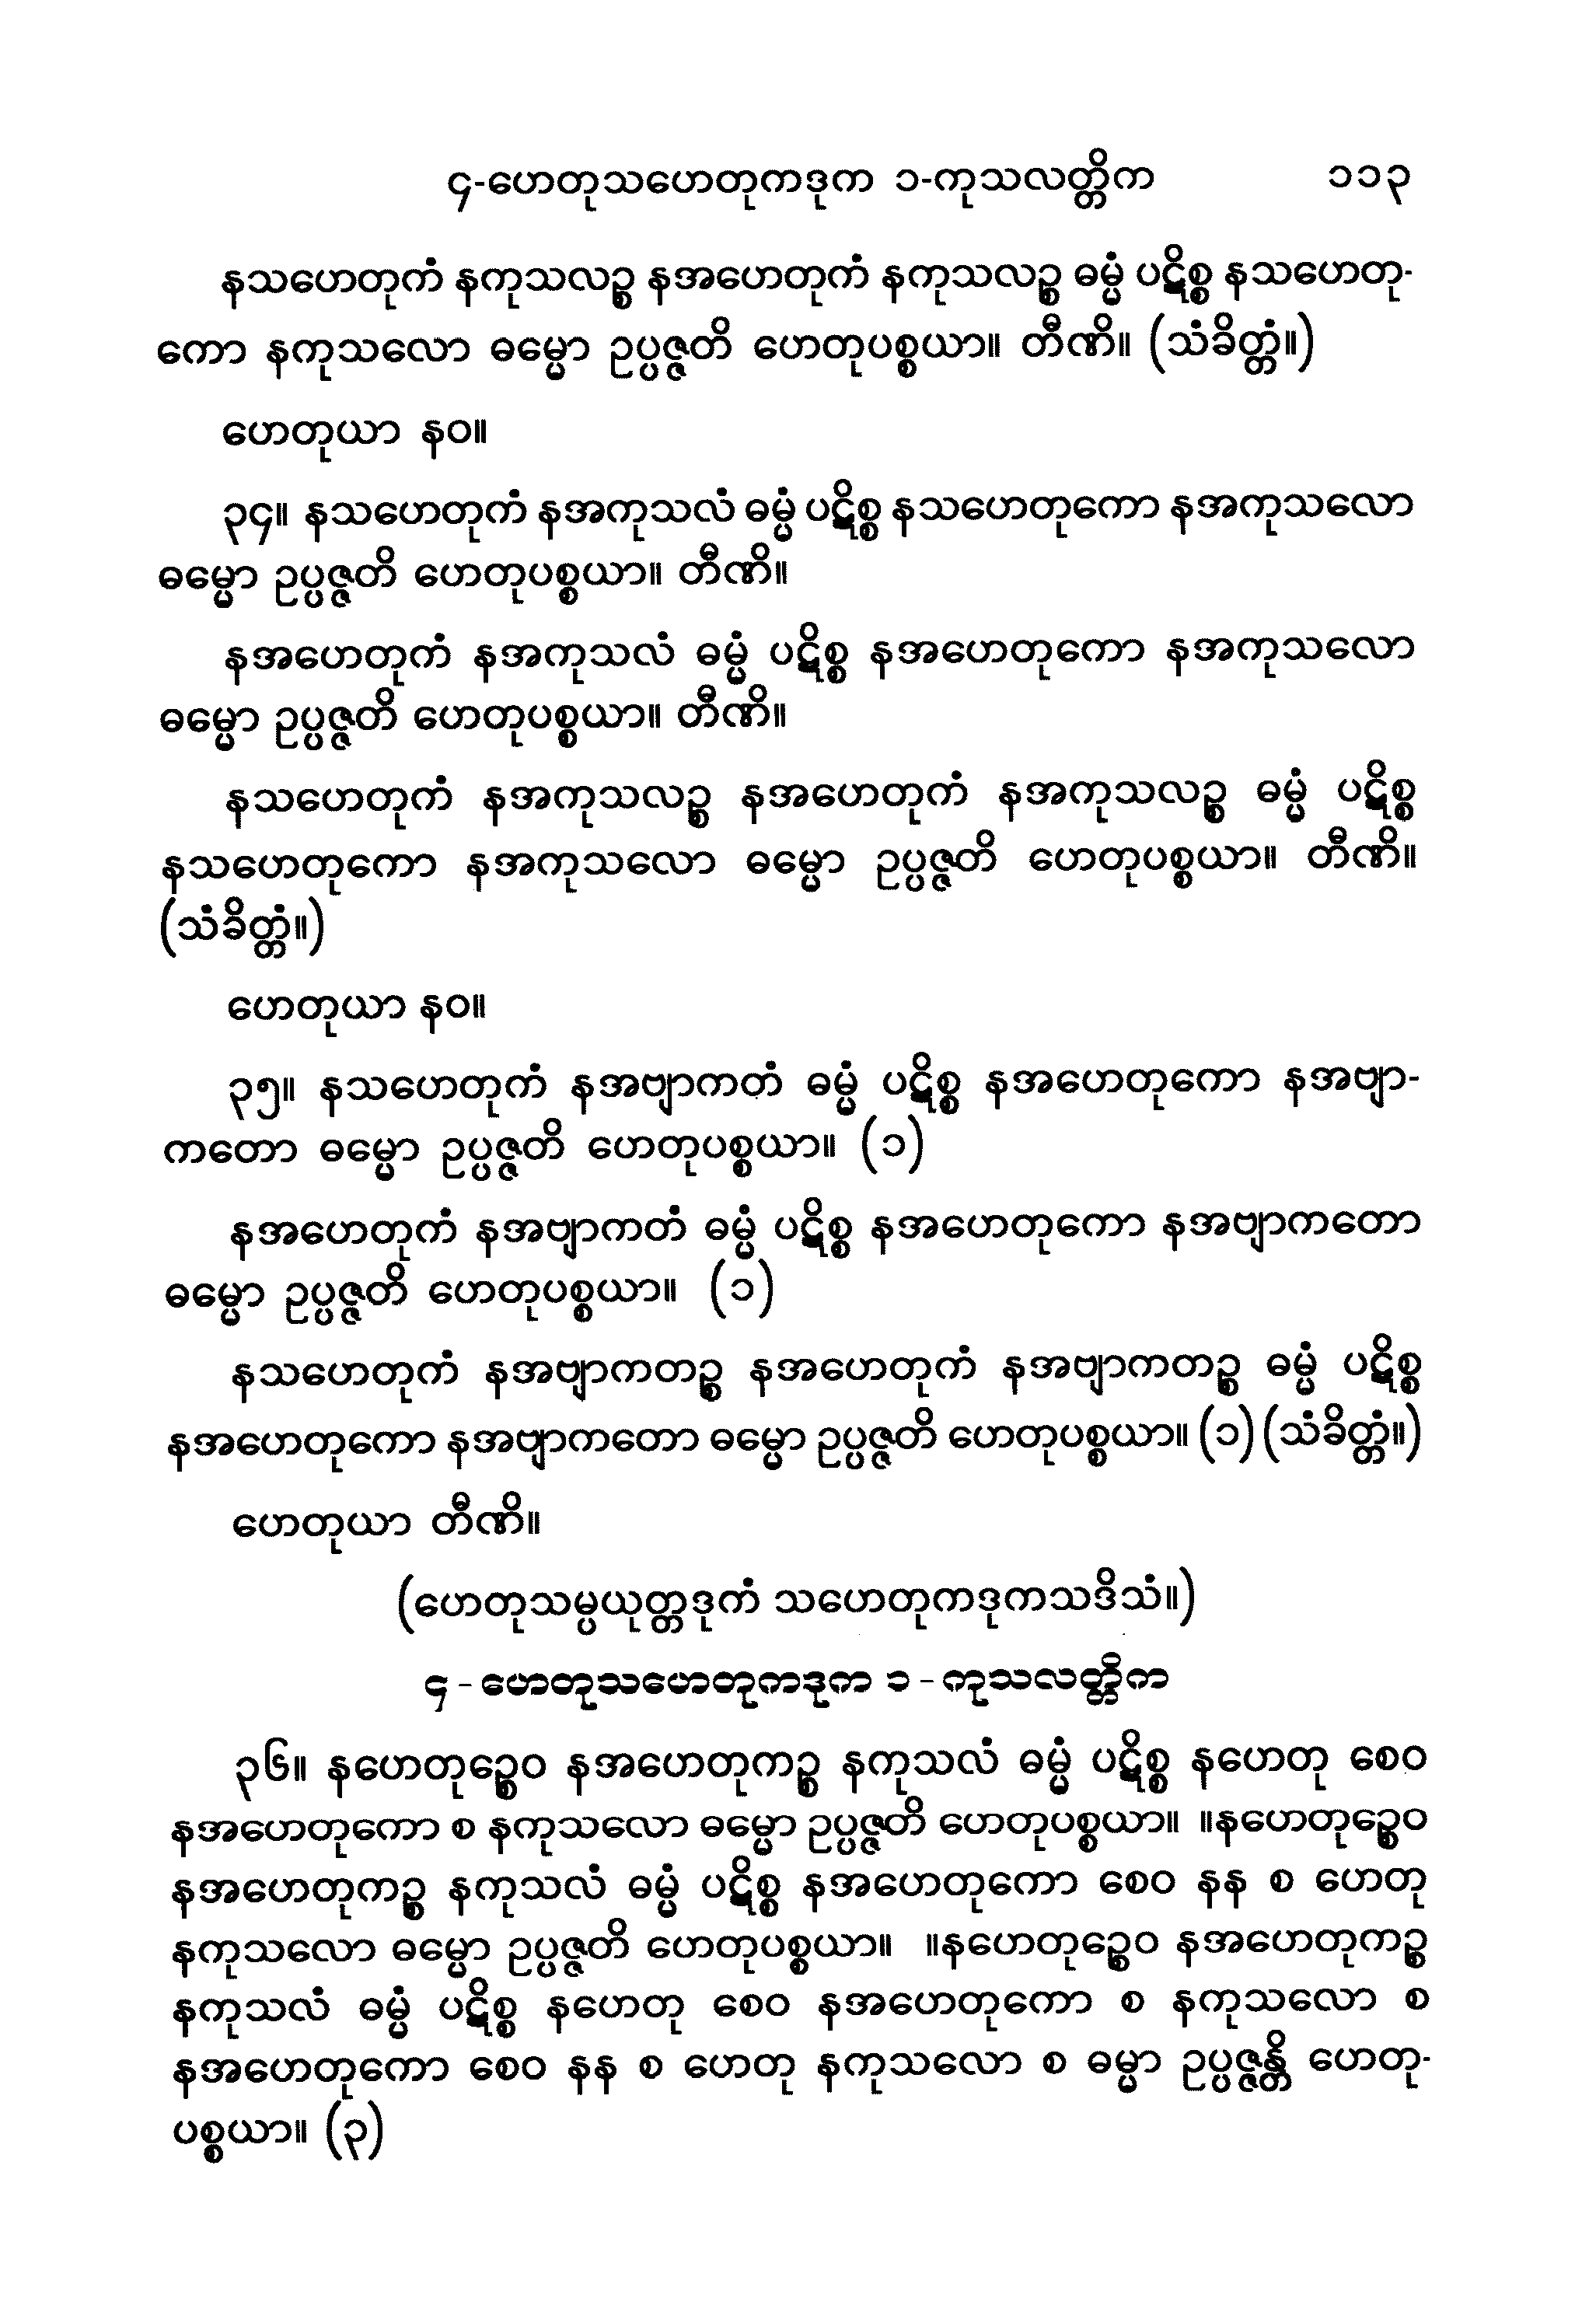 ၄-ဟေတုသဟေတုကဒုက ၁-ကုသလတ္တိက ၁၁၃
နသဟေတုကံ နကုသလဉ္စ နအဟေတုကံ နကုသလဉ္စ ဓမ္မံ ပဋိစ္စ နသဟေတု-
ကော နကုသလော ဓမ္မော ဥပ္ပဇ္ဇတိ ဟေတုပစ္စယာ။ တီဏိ။ (သံခိတ္တံ။)
ဟေတုယာ နဝ။
၃၄။ နသဟေတုကံ နအကုသလံ ဓမ္မံ ပဋိစ္စ နသဟေတုကော နအကုသလော
ဓမ္မော ဥပ္ပဇ္ဇတိ ဟေတုပစ္စယာ။ တီဏိ။
နအဟေတုကံ နအကုသလံ ဓမ္မံ ပဋိစ္စ နအဟေတုကော နအကုသလော
ဓမ္မော ဥပ္ပဇ္ဇတိ ဟေတုပစ္စယာ။ တီဏိ။
နသဟေတုကံ နအကုသလဉ္စ နအဟေတုကံ နအကုသလဉ္စ ဓမ္မံ ပဋိစ္စ
နသဟေတုကော နအကုသလော ဓမ္မော ဥပ္ပဇ္ဇတိ ဟေတုပစ္စယာ။ တီဏိ။
(သံခိတ္တံ။)
ဟေတုယာ နဝ။
၃၅။ နသဟေတုကံ နအဗျာကတံ ဓမ္မံ ပဋိစ္စ နအဟေတုကော နအဗျာ-
ကတော ဓမ္မော ဥပ္ပဇ္ဇတိ ဟေတုပစ္စယာ။ (၁)
နအဟေတုကံ နအဗျာကတံ ဓမ္မံ ပဋိစ္စ နအဟေတုကော နအဗျာကတော
ဓမ္မော ဥပ္ပဇ္ဇတိ ဟေတုပစ္စယာ။ (၁)
နသဟေတုကံ နအဗျာကတဉ္စ နအဟေတုကံ နအဗျာကတဉ္စ ဓမ္မံ ပဋိစ္စ
နအဟေတုကော နအဗျာကတော ဓမ္မော ဥပ္ပဇ္ဇတိ ဟေတုပစ္စယာ။ (၁) (သံခိတ္တံ။)
ဟေတုယာ တီဏိ။
(ဟေတုသမ္ပယုတ္တဒုကံ သဟေတုကဒုကသဒိသံ။)
၄ - ဟေတုသဟေတုကဒုက ၁ - ကုသလတ္တိက
၃၆။ နဟေတုဉ္စေဝ နအဟေတုကဉ္စ နကုသလံ ဓမ္မံ ပဋိစ္စ နဟေတု စေဝ
နအဟေတုကော စ နကုသလော ဓမ္မော ဥပ္ပဇ္ဇတိ ဟေတုပစ္စယာ။ ။နဟေတုဉ္စေဝ
နအဟေတုကဉ္စ နကုသလံ ဓမ္မံ ပဋိစ္စ နအဟေတုကော စေဝ နန စ ဟေတု
နကုသလော ဓမ္မော ဥပ္ပဇ္ဇတိ ဟေတုပစ္စယာ။ ။နဟေတုဉ္စေဝ နအဟေတုကဉ္စ
နကုသလံ ဓမ္မံ ပဋိစ္စ နဟေတု စေဝ နအဟေတုကော စ နကုသလော စ
နအဟေတုကော စေဝ နန စ ဟေတု နကုသလော စ ဓမ္မာ ဥပ္ပဇ္ဇန္တိ ဟေတု-
ပစ္စယာ။ (၃)